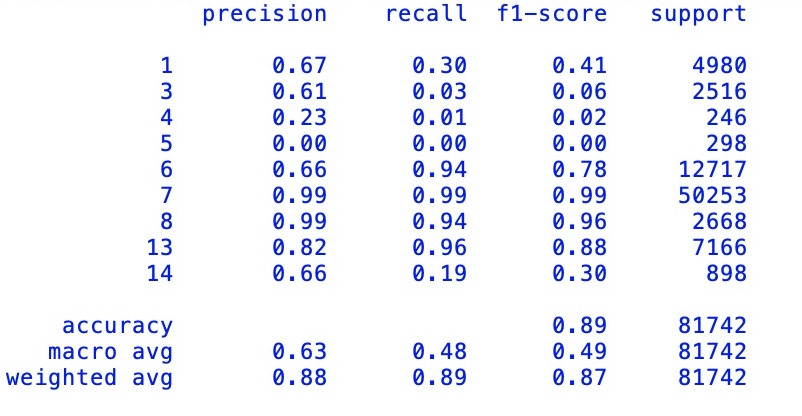 precision recall f1-score support
1 0.67 0.30 0.41 4980
3 0.61 0.03 0.06 2516
4 0.23 0.01 0.02 246
5 0.00 0.00 0.00 298
6 0.66 0.94 0.78 12717
7 0.99 0.99 0.99 50253
8 0.99 0.94 0.96 2668
13 0.82 0.96 0.88 7166
14 0.66 0.19 0.30 898
accuracy 0.89 81742
macro avg 0.63 0.48 0.49 81742
weighted avg 0.88 0.89 0.87 81742